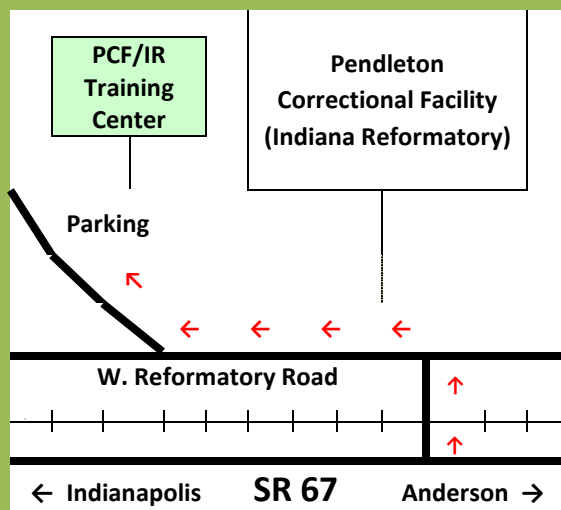 PCF/IR
Training
Center
Pendleton
Correctional Facility
(Indiana Reformatory)
Parking
W. Reformatory Road
← Indianapolis SR 67 Anderson →